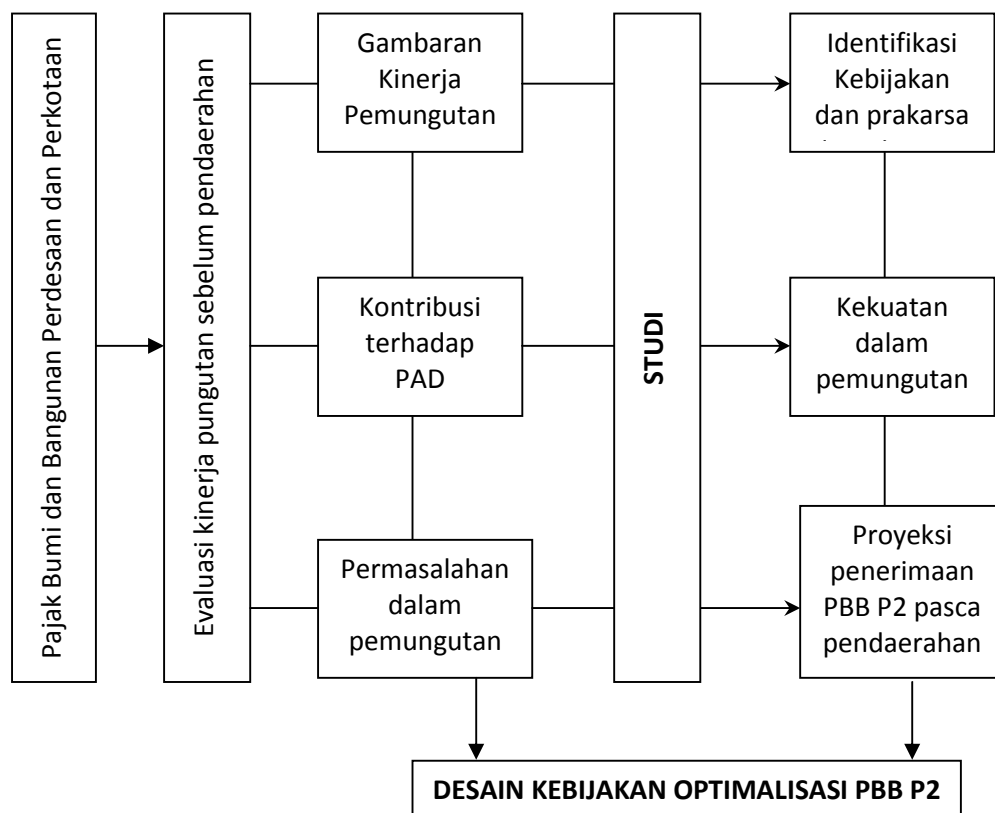 Pajak Bumi dan Bangunan Perdesaan dan Perkotaan
Evaluasi kinerja pungutan sebelum pendaerahan
Gambaran
Kinerja
Pemungutan
Kontribusi
terhadap
PAD
Permasalahan
dalam
pemungutan
STUDI
Identifikasi
Kebijakan
dan prakarsa
Kekuatan
dalam
pemungutan
Proyeksi
penerimaan
PBB P2 pasca
pendaerahan
DESAIN KEBIJAKAN OPTIMALISASI PBB P2